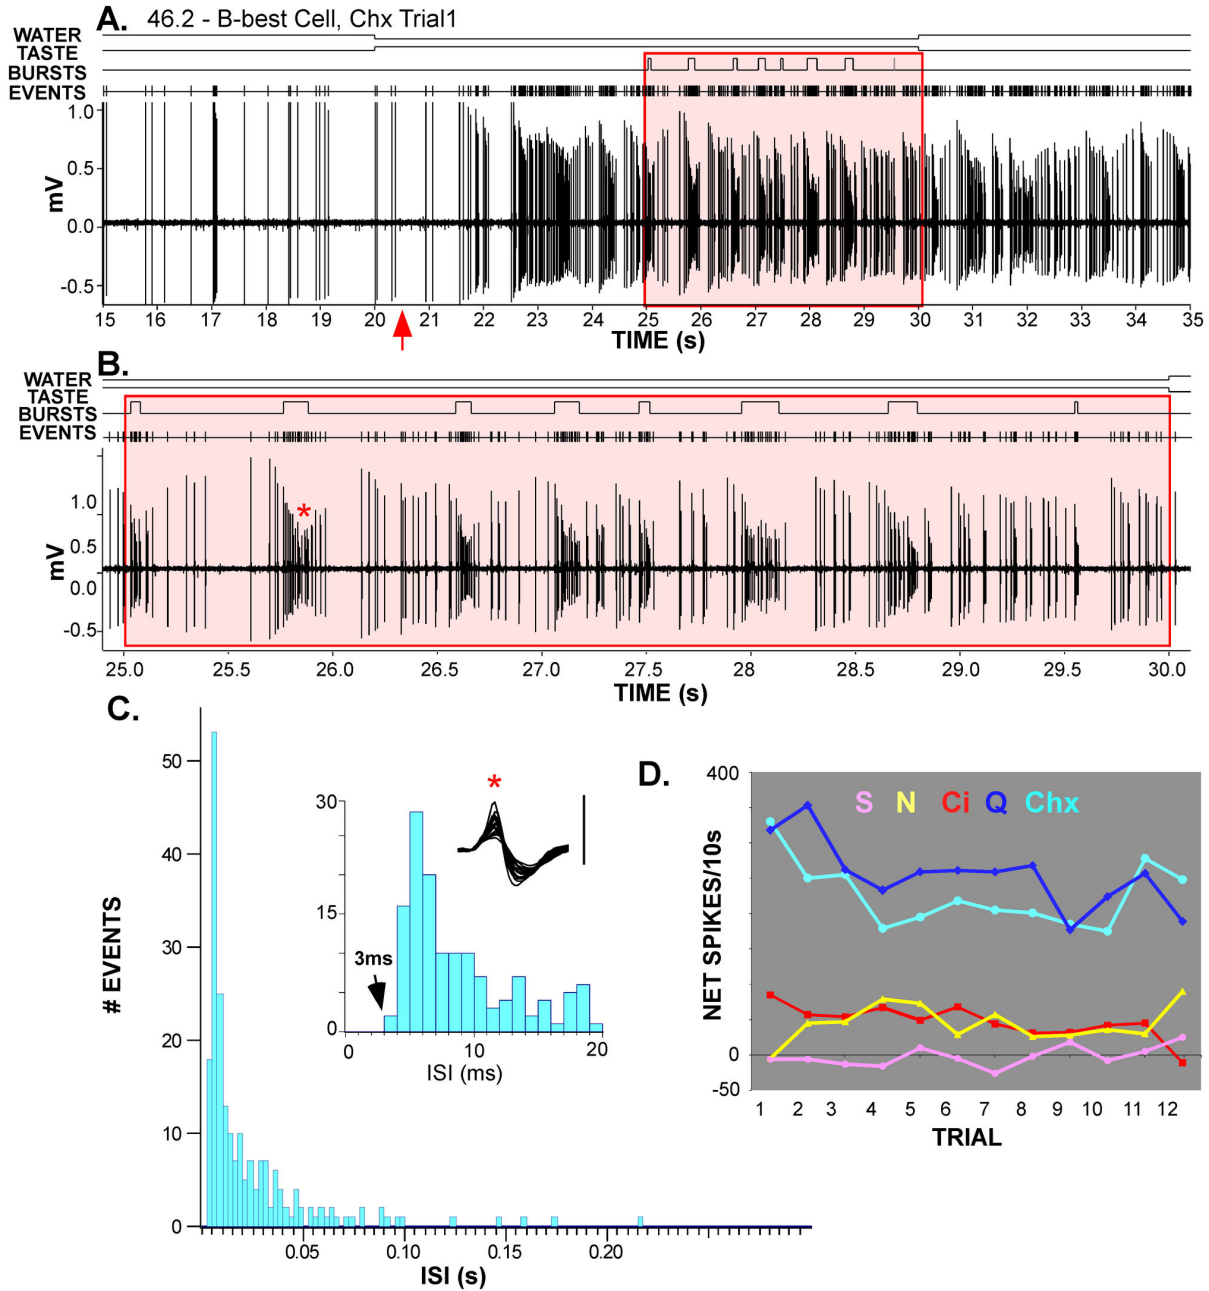 A. 46.2 - B-best Cell, Chx Trial1
WATER
TASTE
BURSTS
EVENTS
1.0
0.5
0.0
-0.5
mV
15 16 17 18 19 20 21 22 23 24 25 26 27 28 29 30 31 32 33 34 35
TIME (s)
B.
WATER
TASTE
BURSTS
EVENTS
*
1.0
0.5
0.0
-0.5
mV
25.0 25.5 26.0 26.5 27.0 27.5 28 28.5 29.0 29.5 30.0
TIME (s)
C.
50
40
30
20
10
0
# EVENTS
0.05 0.10 0.15 0.20
ISI (s)
*
30
15
0
3ms
0 10 20
ISI (ms)
D.
400
0
-50
NET SPIKES/10s
S N Ci Q Chx
1 2 3 4 5 6 7 8 9 10 11 12
TRIAL